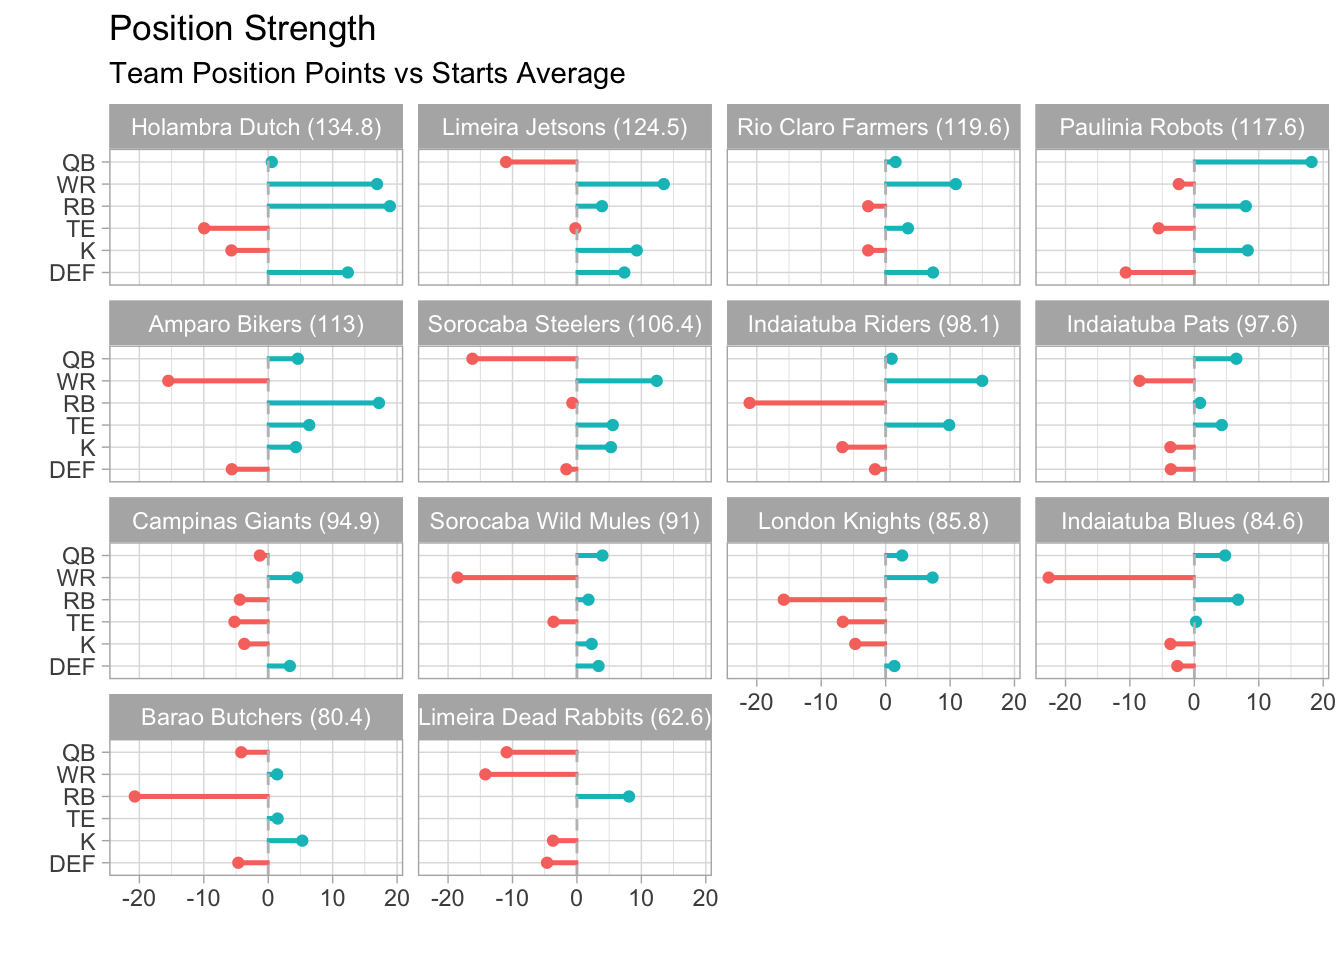 Position Strength
Team Position Points vs Starts Average
Holambra Dutch (134.8)
Limeira Jetsons (124.5)
Rio Claro Farmers (119.6)
Paulinia Robots (117.6)
QB
WR
RB
TE
K
DEF
Amparo Bikers (113)
Sorocaba Steelers (106.4)
Indaiatuba Riders (98.1)
Indaiatuba Pats (97.6)
QB
WR
RB
TE
K
DEF
Campinas Giants (94.9)
Sorocaba Wild Mules (91)
London Knights (85.8)
Indaiatuba Blues (84.6)
QB
WR
RB
TE
K
DEF
-20 -10 0 10 20
-20 -10 0 10 20
Barao Butchers (80.4)
Limeira Dead Rabbits (62.6)
QB
WR
RB
TE
K
DEF
-20 -10 0 10 20
-20 -10 0 10 20